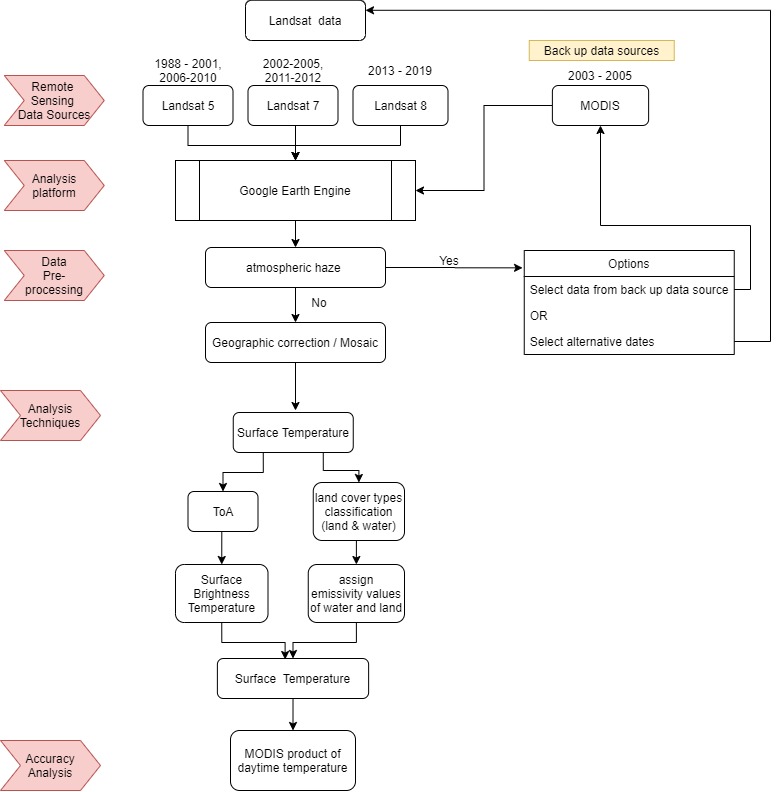 Landsat data
Back up data sources
1988 - 2001,
2006-2010
2002-2005,
2011-2012
2013 - 2019
2003 - 2005
Remote
Sensing
Data Sources
Landsat 5
Landsat 7
Landsat 8
MODIS
Analysis
platform
Google Earth Engine
Data
Pre-
processing
atmospheric haze
Yes
Options
Select data from back up data source
OR
Select alternative dates
No
Geographic correction / Mosaic
Analysis
Techniques
Surface Temperature
ToA
land cover types
classification
(land & water)
Surface
Brightness
Temperature
assign
emissivity values
of water and land
Surface Temperature
Accuracy
Analysis
MODIS product of
daytime temperature